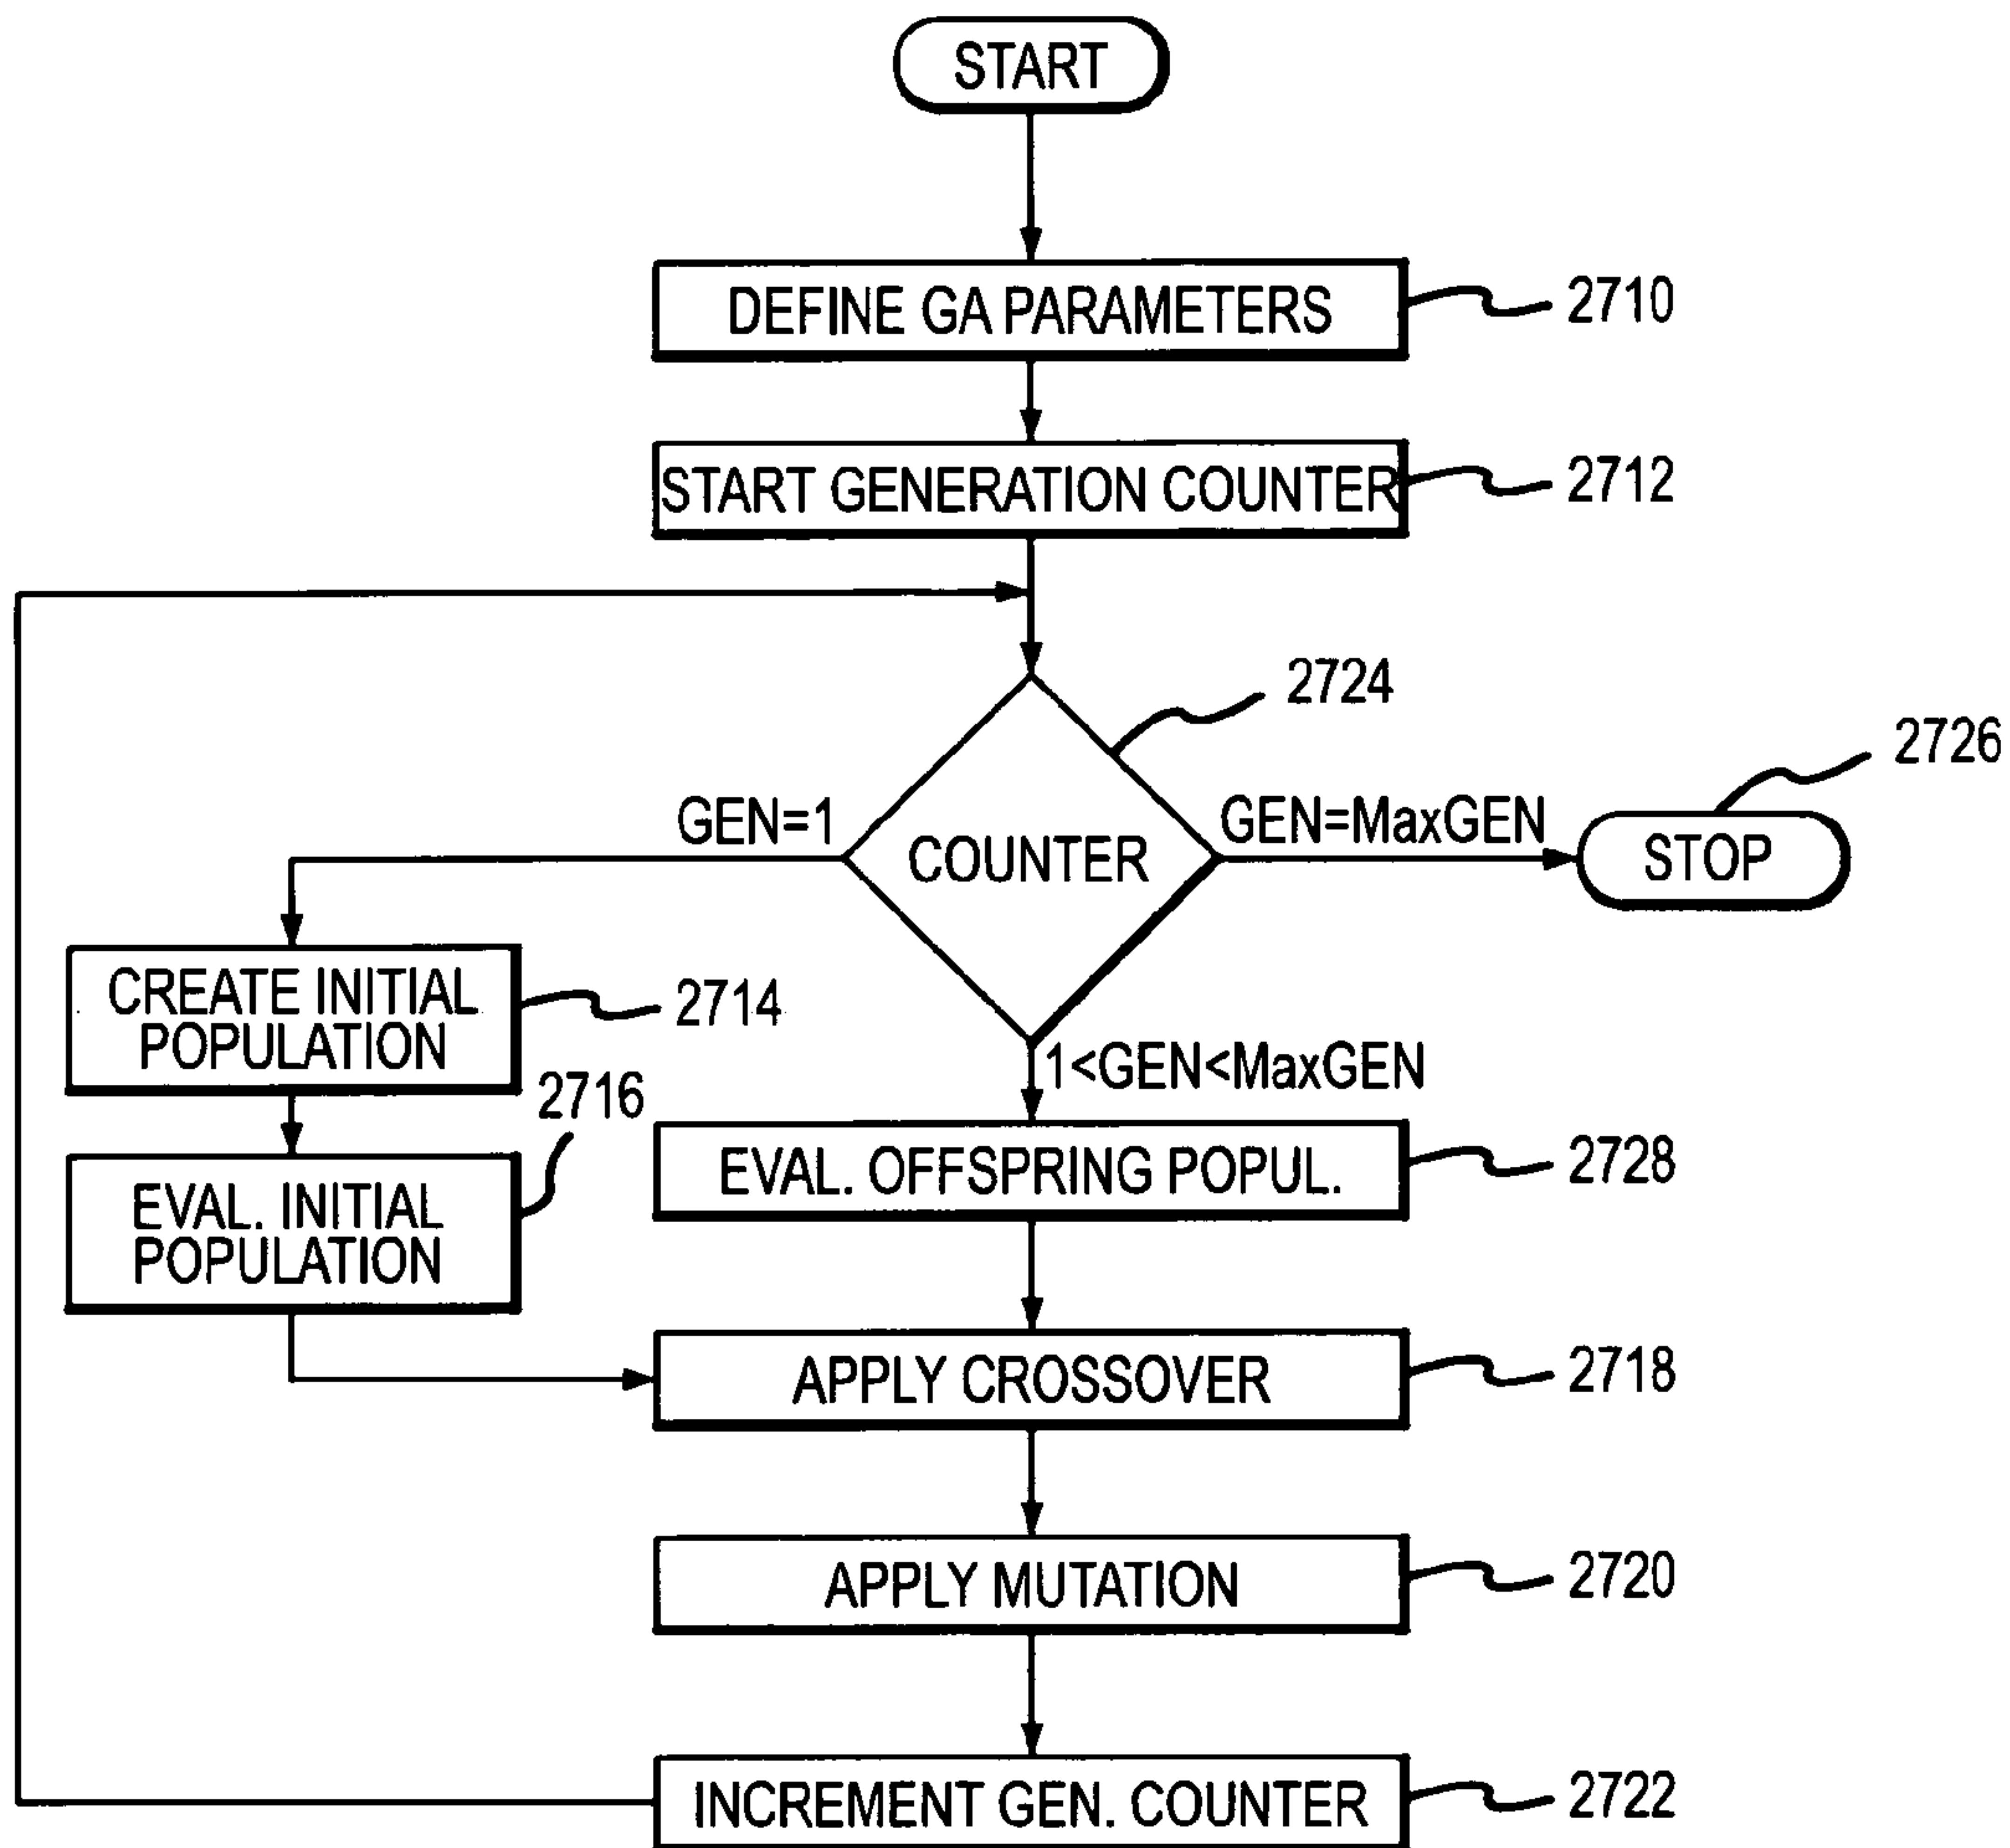 START
DEFINE GA PARAMETERS
2710
START GENERATION COUNTER
2712
2724
2726
GEN=1
COUNTER
GEN=MaxGEN
STOP
CREATE INITIAL
POPULATION
2714
1<GEN<MaxGEN
2716
EVAL. INITIAL
POPULATION
EVAL. OFFSPRING POPUL.
2728
APPLY CROSSOVER
2718
APPLY MUTATION
2720
INCREMENT GEN. COUNTER
2722